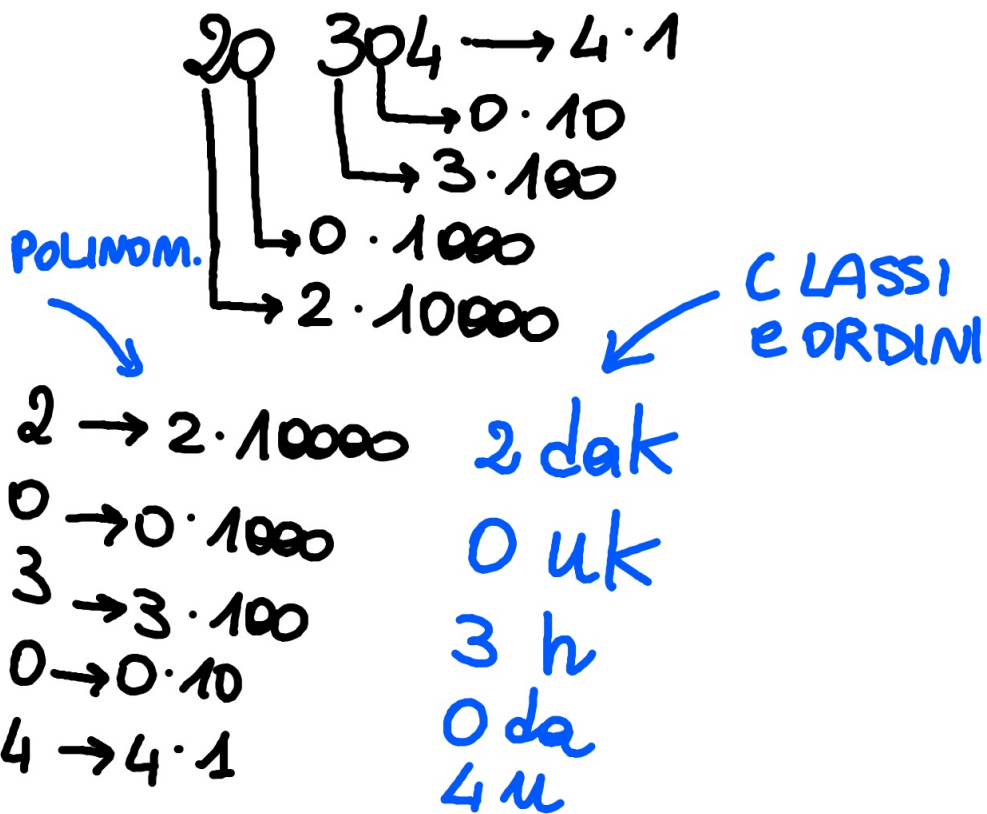 20 304 → 4·1
→ 0·10
→ 3·100
→ 0·1000
→ 2·10000
POLINOM.
CLASSI
e ORDINI
2 → 2·10000
0 → 0·1000
3 → 3·100
0 → 0·10
4 → 4·1
2 dak
0 uk
3 h
0 da
4 u